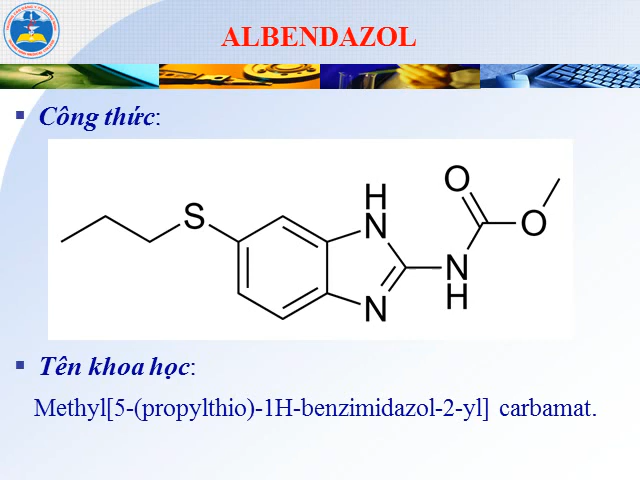 ALBENDAZOL
Công thức:
S
H
N
N
N
H
O
O
Tên khoa học:
Methyl[5-(propylthio)-1H-benzimidazol-2-yl] carbamat.